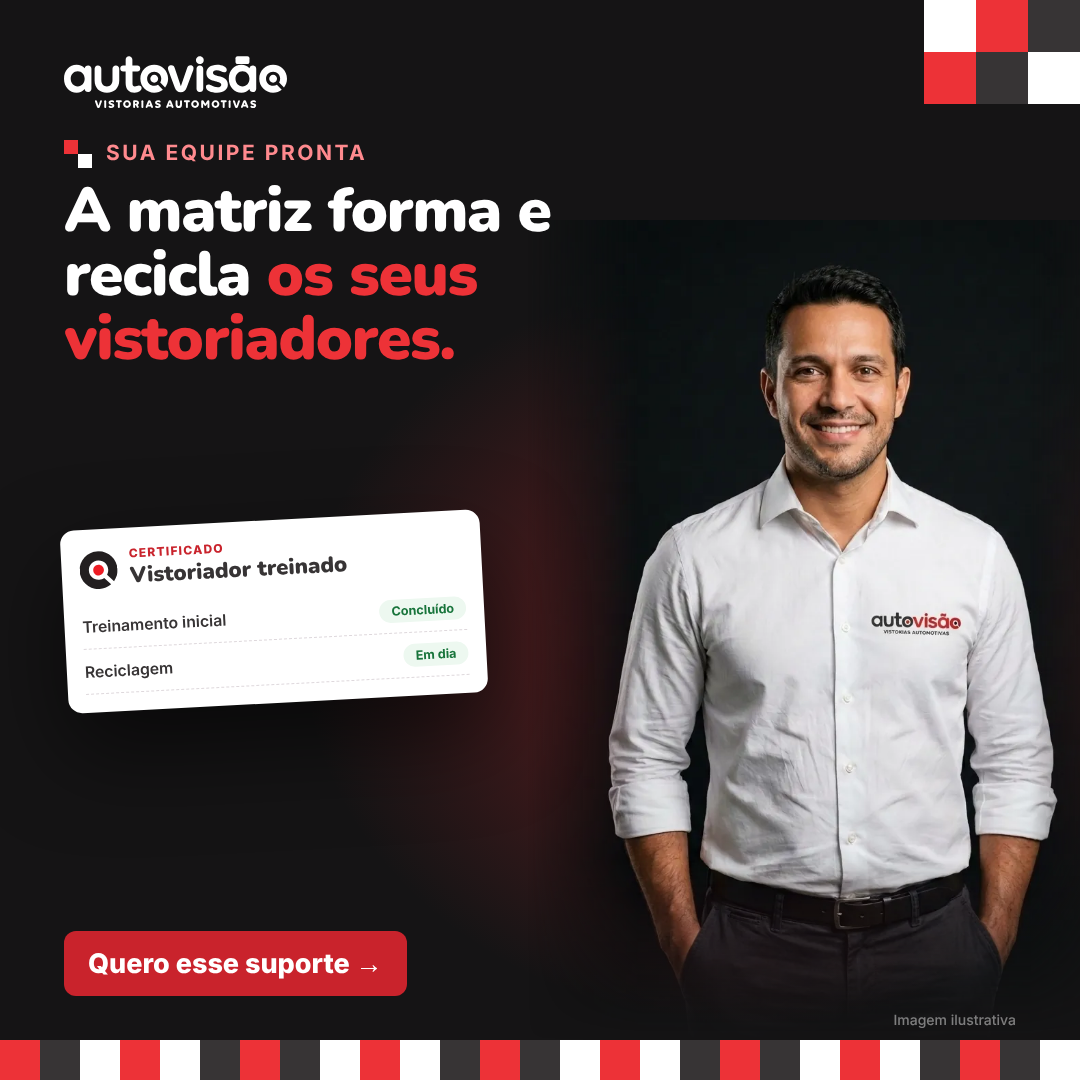 autovisão
VISTORIAS AUTOMOTIVAS
SUA EQUIPE PRONTA
A matriz forma e
recicla os seus
vistoriadores.
CERTIFICADO
Vistoriador treinado
Treinamento inicial Concluído
Reciclagem Em dia
autovisão
VISTORIAS AUTOMOTIVAS
Quero esse suporte →
Imagem ilustrativa